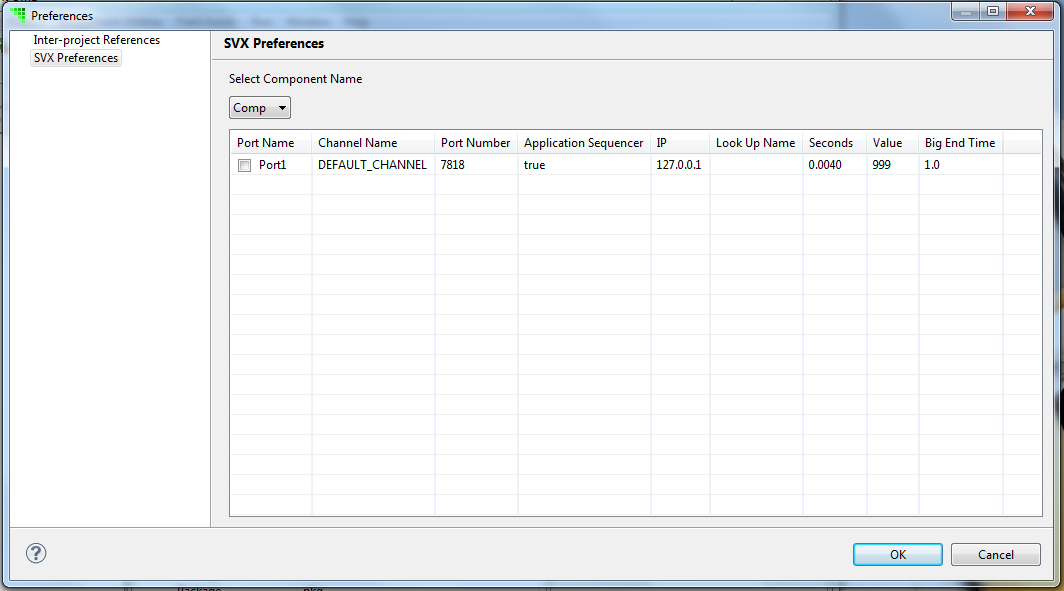 Preferences
Inter-project References
SVX Preferences
SVX Preferences
Select Component Name
Comp
Port Name Channel Name Port Number Application Sequencer IP Look Up Name Seconds Value Big End Time
Port1 DEFAULT_CHANNEL 7818 true 127.0.0.1 0.0040 999 1.0
?
OK Cancel